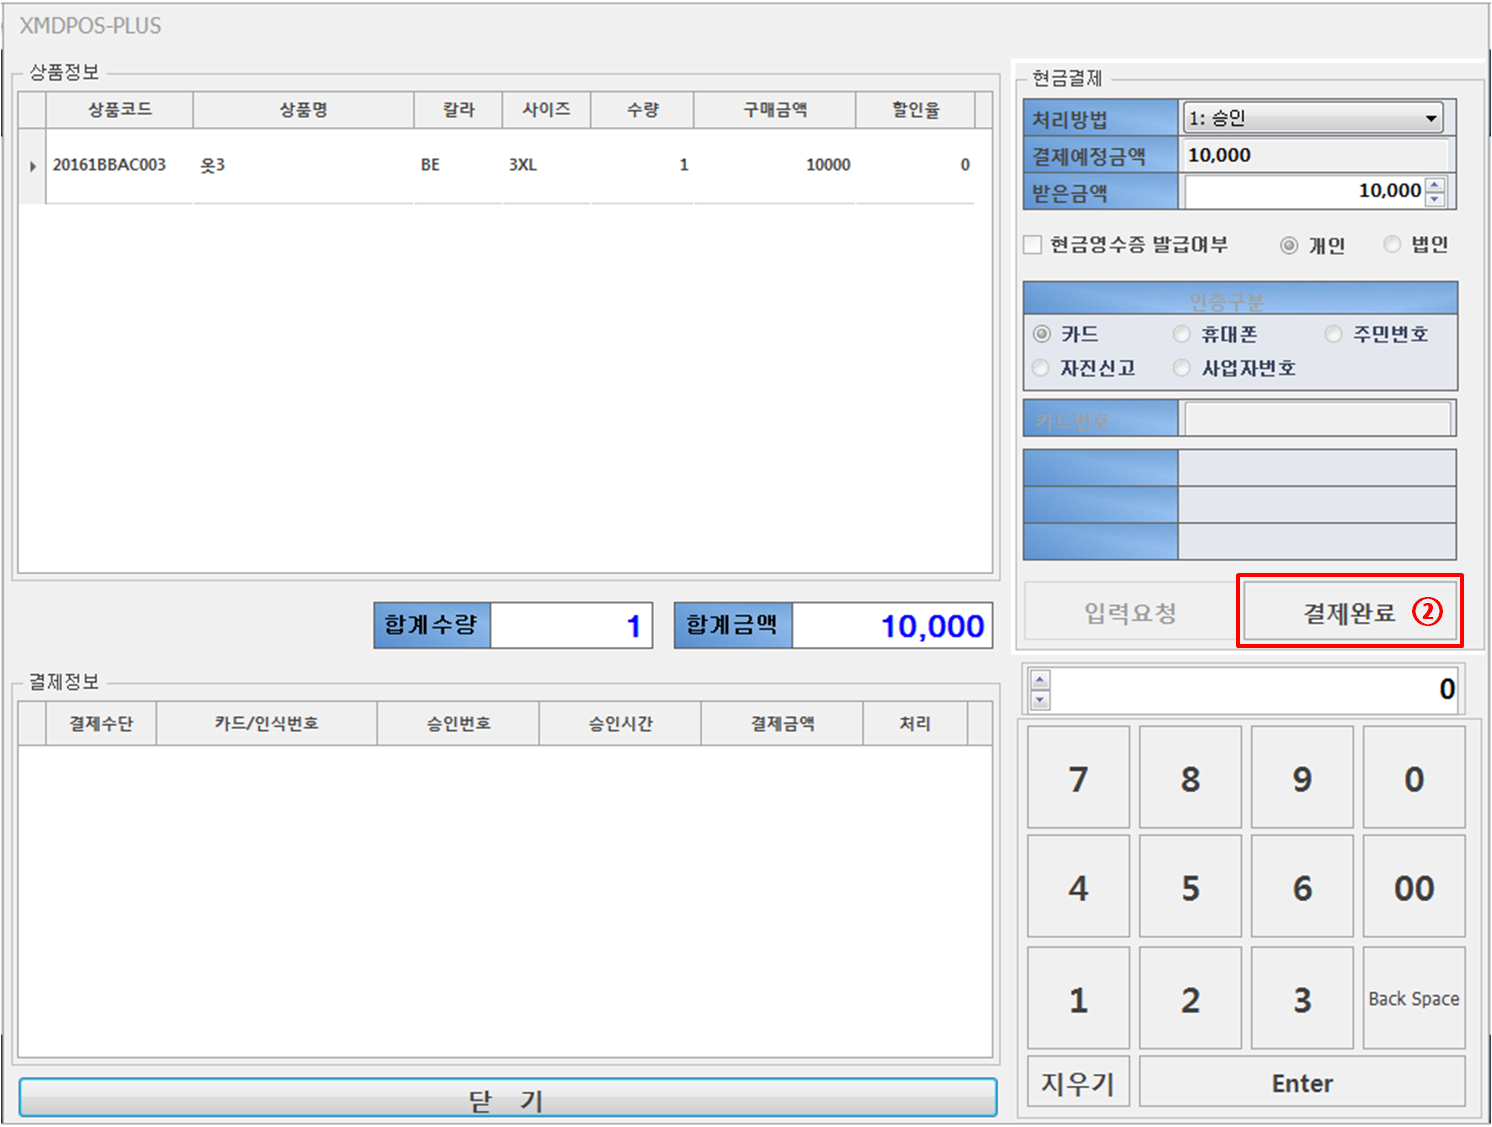 XMDPOS-PLUS
상품정보
상품코드 상품명 칼라 사이즈 수량 구매금액 할인율
20161BBAC003 옷3 BE 3XL 1 10000 0
합계수량 1 합계금액 10,000
결제정보
결제수단 카드/인식번호 승인번호 승인시간 결제금액 처리
닫 기
현금결제
처리방법 1: 승인
결제예정금액 10,000
받은금액 10,000
현금영수증 발급여부 개인 법인
인증구분
카드 휴대폰 주민번호
자진신고 사업자번호
카드번호
입력요청 결제완료 ②
0
7 8 9 0
4 5 6 00
1 2 3 Back Space
지우기 Enter